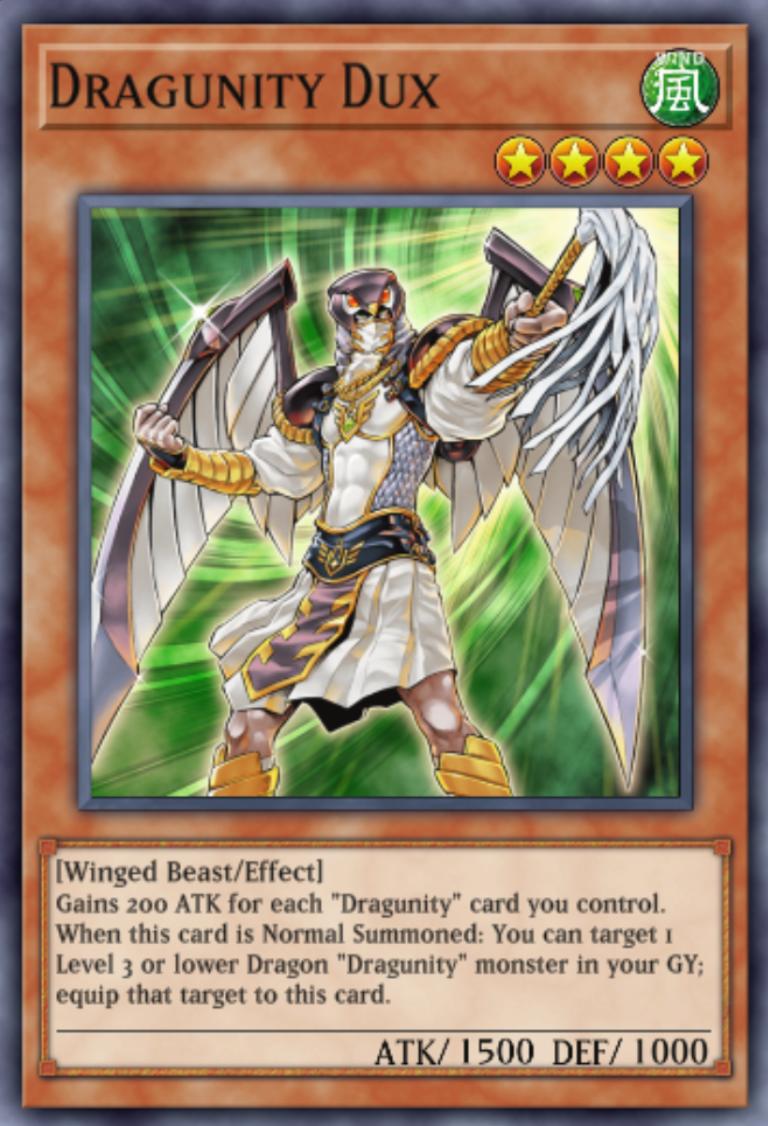 Dragunity Dux
WIND
風
[Winged Beast/Effect]
Gains 200 ATK for each "Dragunity" card you control.
When this card is Normal Summoned: You can target 1
Level 3 or lower Dragon "Dragunity" monster in your GY;
equip that target to this card.
ATK/ 1500 DEF/ 1000